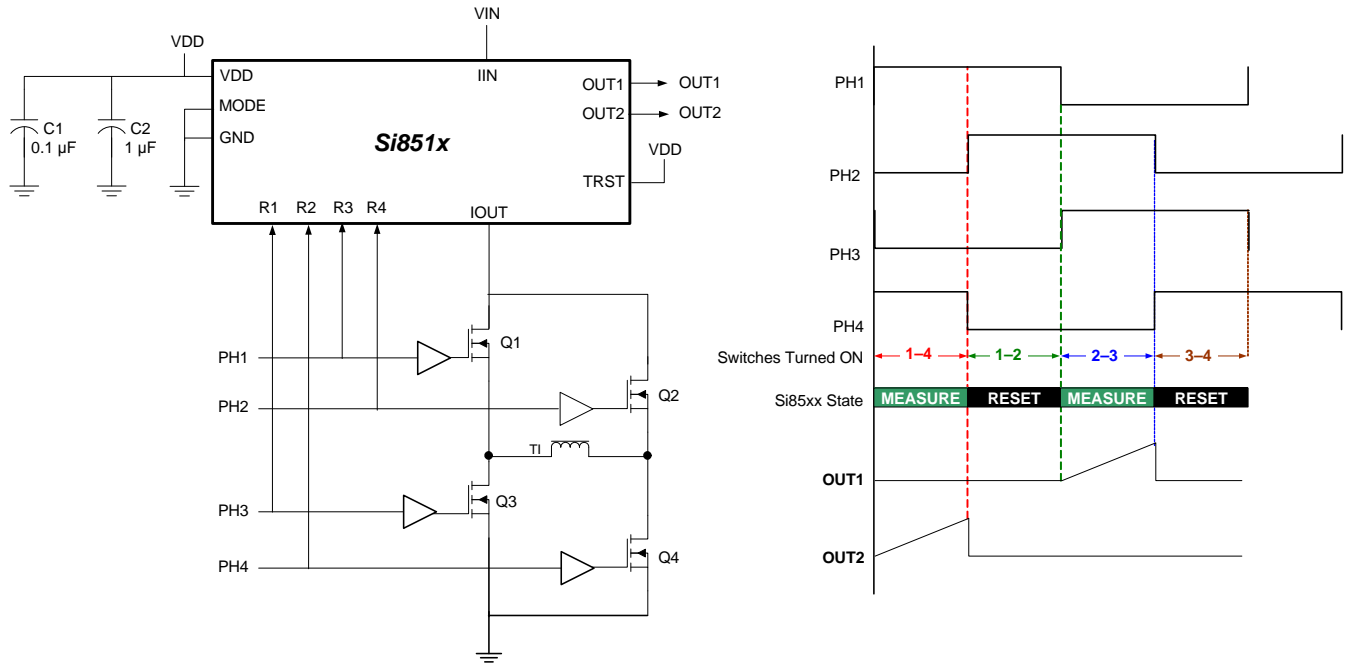 VIN
VDD
VDD
IIN
OUT1
OUT1
MODE
OUT2
OUT2
GND
C1
0.1 µF
C2
1 µF
Si851x
VDD
TRST
R1
R2
R3
R4
IOUT
PH1
Q1
PH2
Q2
TI
PH3
Q3
PH4
Q4
PH1
PH2
PH3
PH4
Switches Turned ON
1–4
1–2
2–3
3–4
Si85xx State
MEASURE
RESET
MEASURE
RESET
OUT1
OUT2